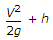 V²/2g + h